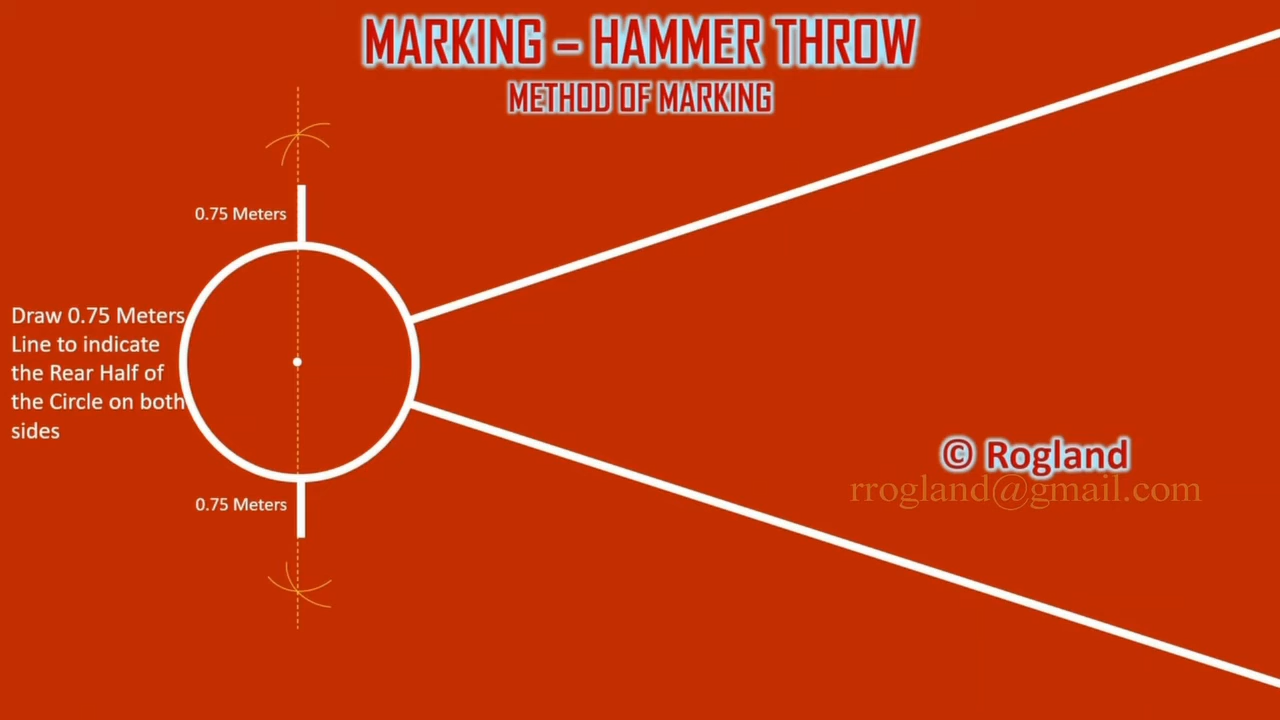 MARKING – HAMMER THROW
METHOD OF MARKING
0.75 Meters
Draw 0.75 Meters
Line to indicate
the Rear Half of
the Circle on both
sides
© Rogland
rrogland@gmail.com
0.75 Meters